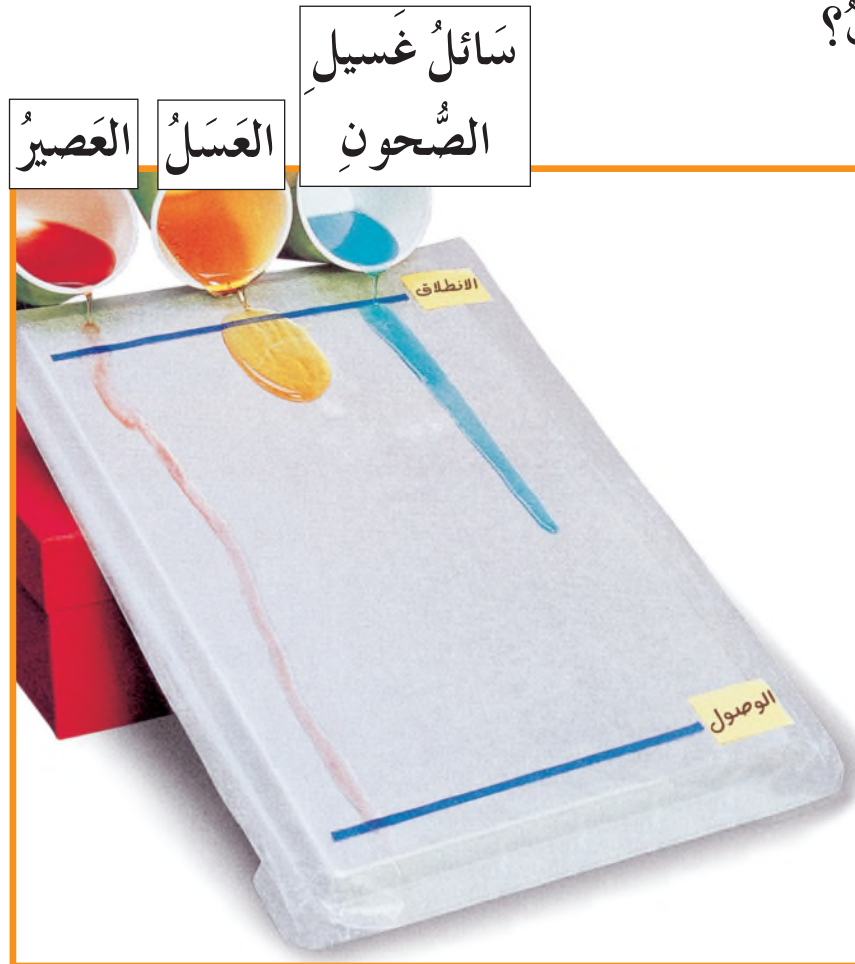 سَائلُ غَسيلِ
الصُّحونِ
العَسَلُ
العَصيرُ
الانطلاق
الوصول